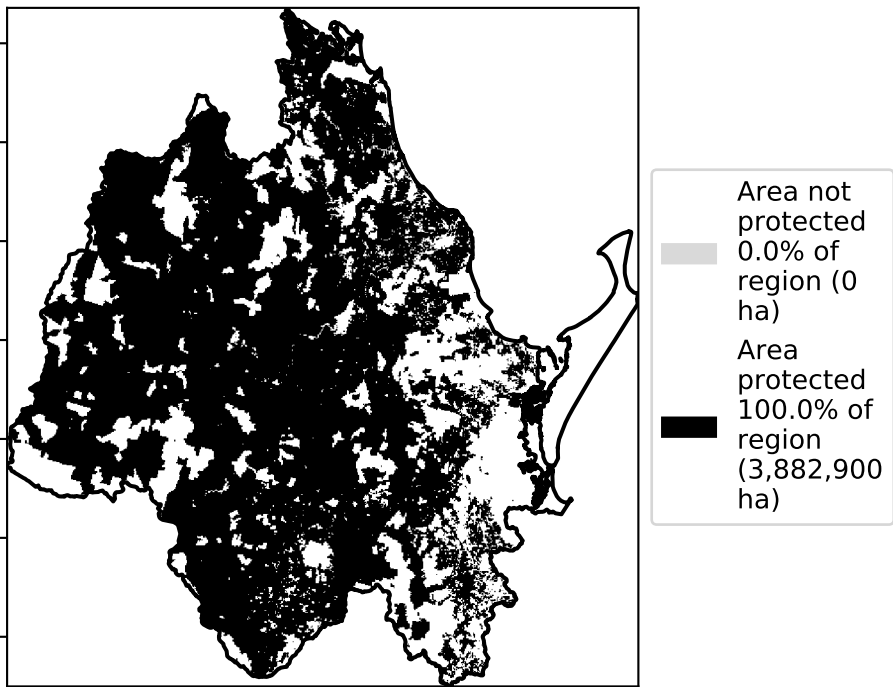 Area not
protected
0.0% of
region (0
ha)
Area
protected
100.0% of
region
(3,882,900
ha)